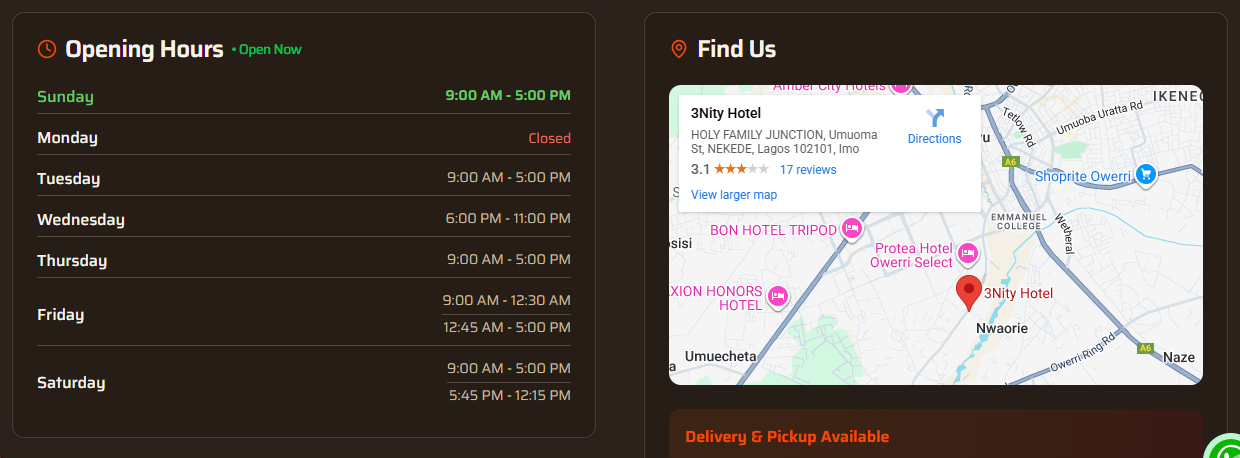 Opening Hours • Open Now
Sunday 9:00 AM - 5:00 PM
Monday Closed
Tuesday 9:00 AM - 5:00 PM
Wednesday 6:00 PM - 11:00 PM
Thursday 9:00 AM - 5:00 PM
Friday
9:00 AM - 12:30 AM
12:45 AM - 5:00 PM
Saturday
9:00 AM - 5:00 PM
5:45 PM - 12:15 PM
Find Us
Amber City Hotels
3Nity Hotel
HOLY FAMILY JUNCTION, Umuoma
St, NEKEDE, Lagos 102101, Imo
3.1 17 reviews
View larger map
Directions
Tetlow Rd
Umuoba Uratta Rd
A6
Shoprite Owerri
EMMANUEL
COLLEGE
Wetheral
BON HOTEL TRIPOD
Protea Hotel
Owerri Select
HONORS
HOTEL
3Nity Hotel
Nwaorie
Umuecheta
Owerri Ring Rd
A6
Naze
Delivery & Pickup Available